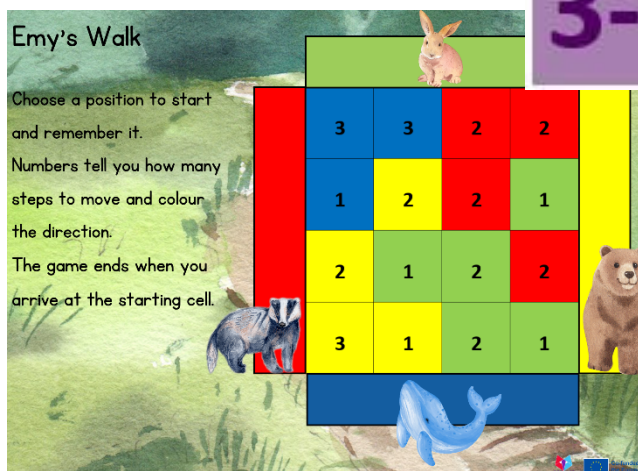 Emy's Walk
3-
Choose a position to start
and remember it.
Numbers tell you how many
steps to move and colour
the direction.
The game ends when you
arrive at the starting cell.
3 3 2 2
1 2 2 1
2 1 2 2
3 1 2 1